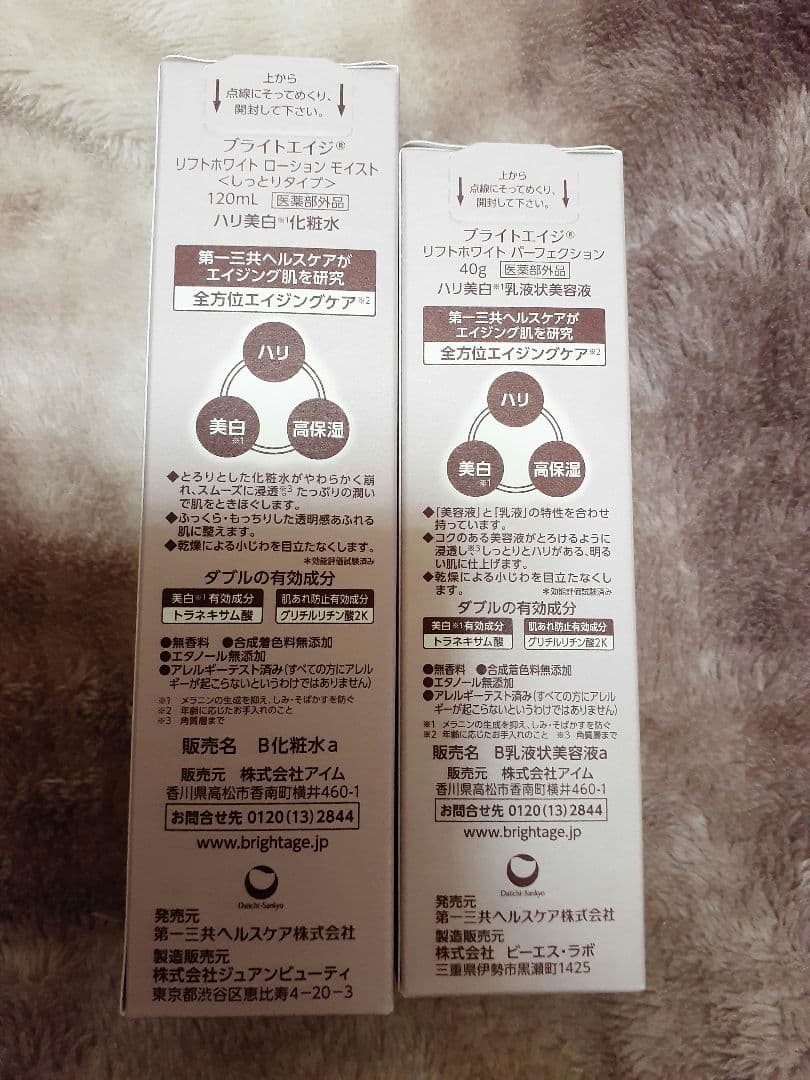 上から
点線にそってめくり、
開封して下さい。
ブライトエイジ®
リフトホワイト ローション モイスト
＜しっとりタイプ＞
120mL 医薬部外品
ハリ美白※1化粧水
第一三共ヘルスケアが
エイジング肌を研究
全方位エイジングケア※2
ハリ
美白※1
高保湿
◆とろりとした化粧水がやわらかく崩
れ、スムーズに浸透※3 たっぷりの潤い
で肌をときほぐします。
◆ふっくら・もっちりした透明感あふれる
肌に整えます。
◆乾燥による小じわを目立たなくします。
＊効能評価試験済み
ダブルの有効成分
美白※1有効成分
トラネキサム酸
肌あれ防止有効成分
グリチルリチン酸2K
●無香料 ●合成着色料無添加
●エタノール無添加
●アレルギーテスト済み(すべての方にアレル
ギーが起こらないというわけではありません)
※1 メラニンの生成を抑え、しみ・そばかすを防ぐ
※2 年齢に応じたお手入れのこと
※3 角質層まで
販売名 B化粧水a
販売元 株式会社アイム
香川県高松市香南町横井460-1
お問合せ先 0120(13)2844
www.brightage.jp
Daiichi-Sankyo
発売元
第一三共ヘルスケア株式会社
製造販売元
株式会社ジュアンビューティ
東京都渋谷区恵比寿4-20-3
上から
点線にそってめくり、
開封して下さい。
ブライトエイジ®
リフトホワイト パーフェクション
40g 医薬部外品
ハリ美白※1乳液状美容液
第一三共ヘルスケアが
エイジング肌を研究
全方位エイジングケア※2
ハリ
美白※1
高保湿
◆「美容液」と「乳液」の特性を合わせ
持っています。
◆コクのある美容液がとろけるように
浸透し※3しっとりとハリがある、明る
い肌に仕上げます。
◆乾燥による小じわを目立たなくし
ます。 ＊効能評価試験済み
ダブルの有効成分
美白※1有効成分
トラネキサム酸
肌あれ防止有効成分
グリチルリチン酸2K
●無香料 ●合成着色料無添加
●エタノール無添加
●アレルギーテスト済み(すべての方にアレル
ギーが起こらないというわけではありません)
※1 メラニンの生成を抑え、しみ・そばかすを防ぐ
※2 年齢に応じたお手入れのこと ※3 角質層まで
販売名 B乳液状美容液a
販売元 株式会社アイム
香川県高松市香南町横井460-1
お問合せ先 0120(13)2844
www.brightage.jp
Daiichi-Sankyo
発売元
第一三共ヘルスケア株式会社
製造販売元
株式会社 ビーエス・ラボ
三重県伊勢市黒瀬町1425